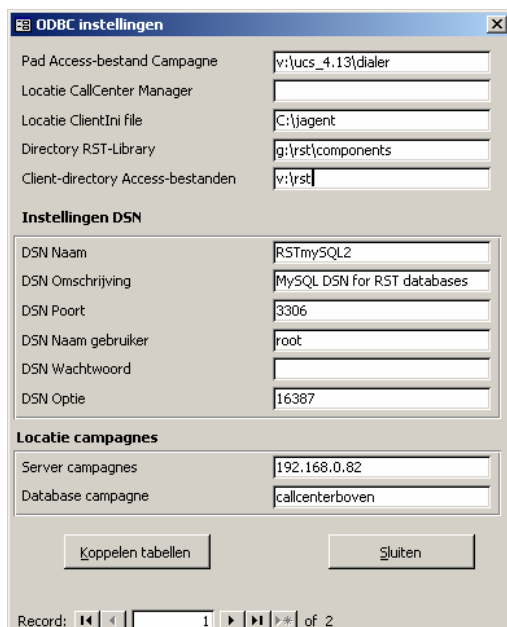 ODBC instellingen
Pad Access-bestand Campagne v:\ucs_4.13\dialer
Locatie CallCenter Manager
Locatie ClientIni file C:\jagent
Directory RST-Library g:\rst\components
Client-directory Access-bestanden v:\rst
Instellingen DSN
DSN Naam RSTmySQL2
DSN Omschrijving MySQL DSN for RST databases
DSN Poort 3306
DSN Naam gebruiker root
DSN Wachtwoord
DSN Optie 16387
Locatie campagnes
Server campagnes 192.168.0.82
Database campagne callcenterboven
Koppelen tabellen Sluiten
Record: 1 of 2